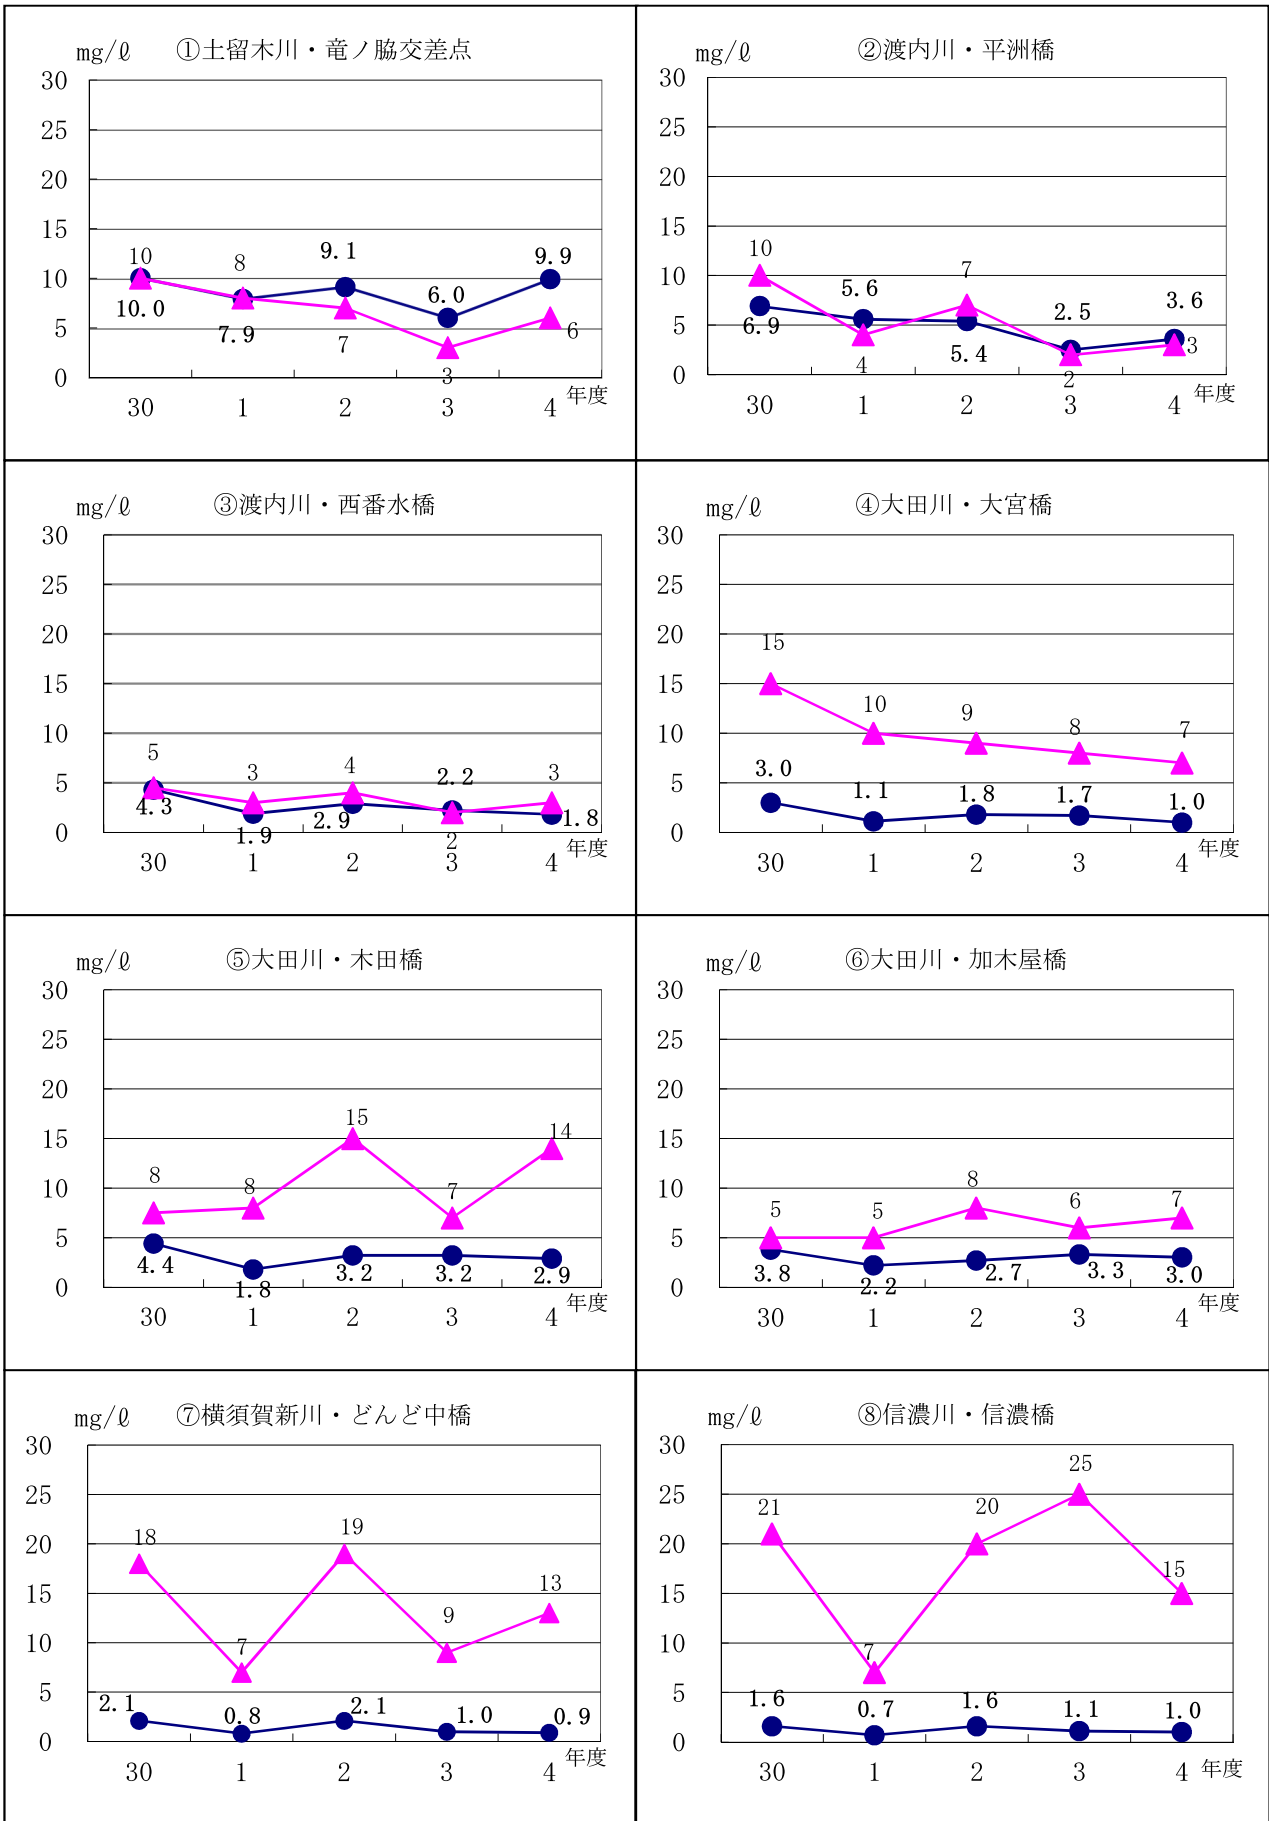 mg/ℓ ①土留木川・竜ノ脇交差点
30
25
20
15
10
5
0
10 8 9.1 6.0 9.9
10.0 7.9 7 3 6
30 1 2 3 4 年度
mg/ℓ ②渡内川・平洲橋
30
25
20
15
10
5
0
10 5.6 7 2.5 3.6
6.9 4 5.4 2 3
30 1 2 3 4 年度
mg/ℓ ③渡内川・西番水橋
30
25
20
15
10
5
0
5 3 4 2.2 3
4.3 1.9 2.9 2 1.8
30 1 2 3 4 年度
mg/ℓ ④大田川・大宮橋
30
25
20
15
10
5
0
15 10 9 8 7
3.0 1.1 1.8 1.7 1.0
30 1 2 3 4 年度
mg/ℓ ⑤大田川・木田橋
30
25
20
15
10
5
0
8 8 15 7 14
4.4 1.8 3.2 3.2 2.9
30 1 2 3 4 年度
mg/ℓ ⑥大田川・加木屋橋
30
25
20
15
10
5
0
5 5 8 6 7
3.8 2.2 2.7 3.3 3.0
30 1 2 3 4 年度
mg/ℓ ⑦横須賀新川・どんど中橋
30
25
20
15
10
5
0
18 7 19 9 13
2.1 0.8 2.1 1.0 0.9
30 1 2 3 4 年度
mg/ℓ ⑧信濃川・信濃橋
30
25
20
15
10
5
0
21 7 20 25 15
1.6 0.7 1.6 1.1 1.0
30 1 2 3 4 年度